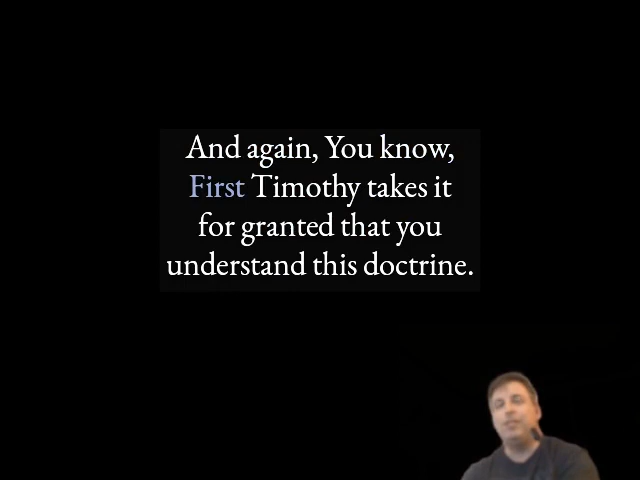 And again, You know,
First Timothy takes it
for granted that you
understand this doctrine.